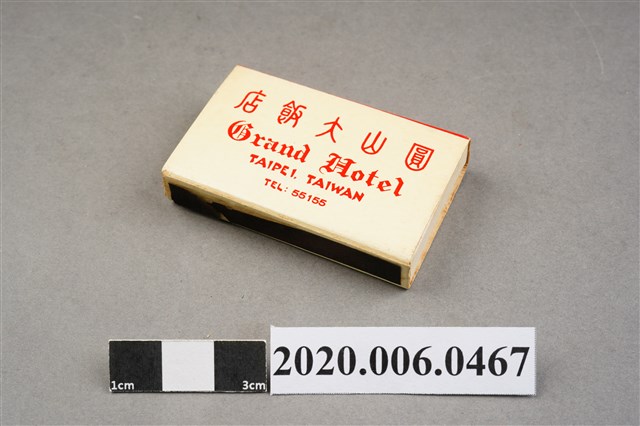 店飯大山圓
Grand Hotel
TAIPEI, TAIWAN
TEL: 55155
1cm 3cm
2020.006.0467